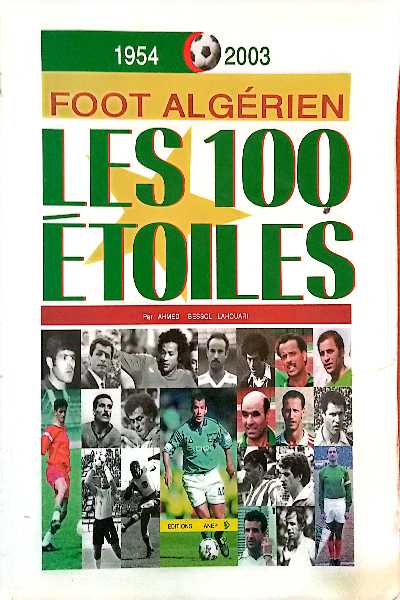 1954 2003
FOOT ALGÉRIEN
LES 100
ÉTOILES
Par AHMED BESSOL LAHOUARI
EDITIONS ANEP